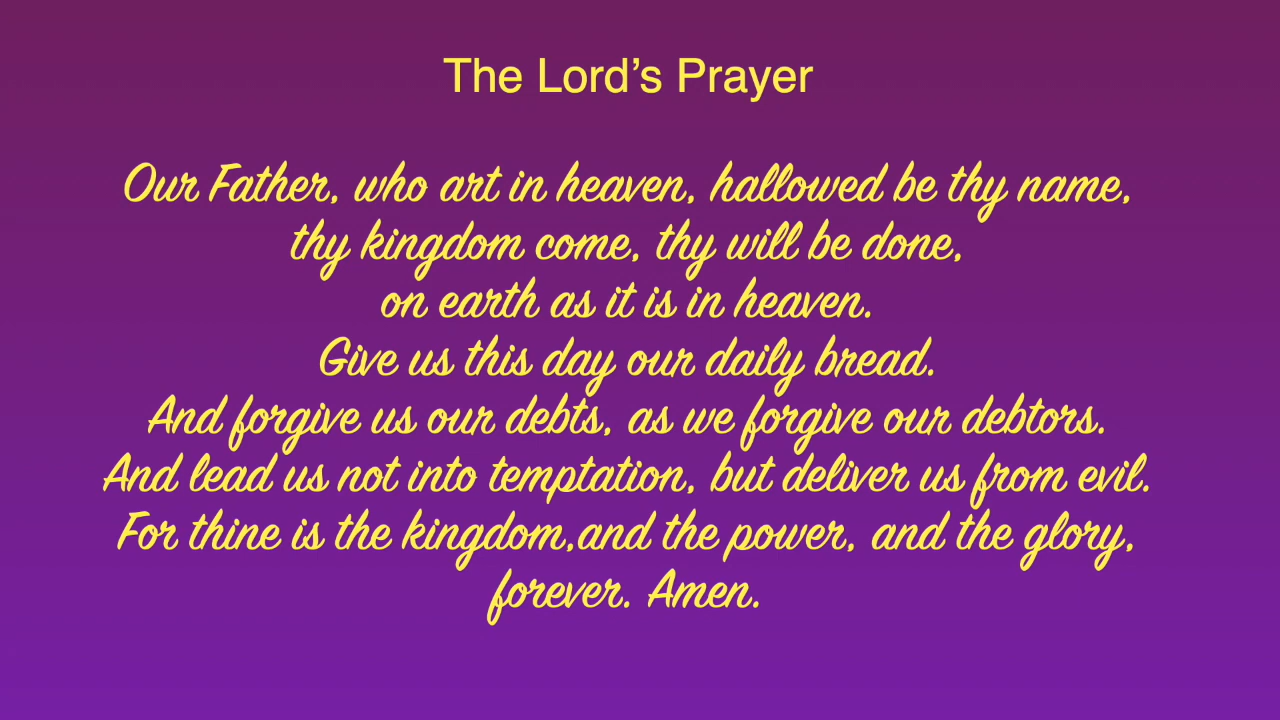 The Lord’s Prayer
Our Father, who art in heaven, hallowed be thy name,
thy kingdom come, thy will be done,
on earth as it is in heaven.
Give us this day our daily bread.
And forgive us our debts, as we forgive our debtors.
And lead us not into temptation, but deliver us from evil.
For thine is the kingdom,and the power, and the glory,
forever. Amen.